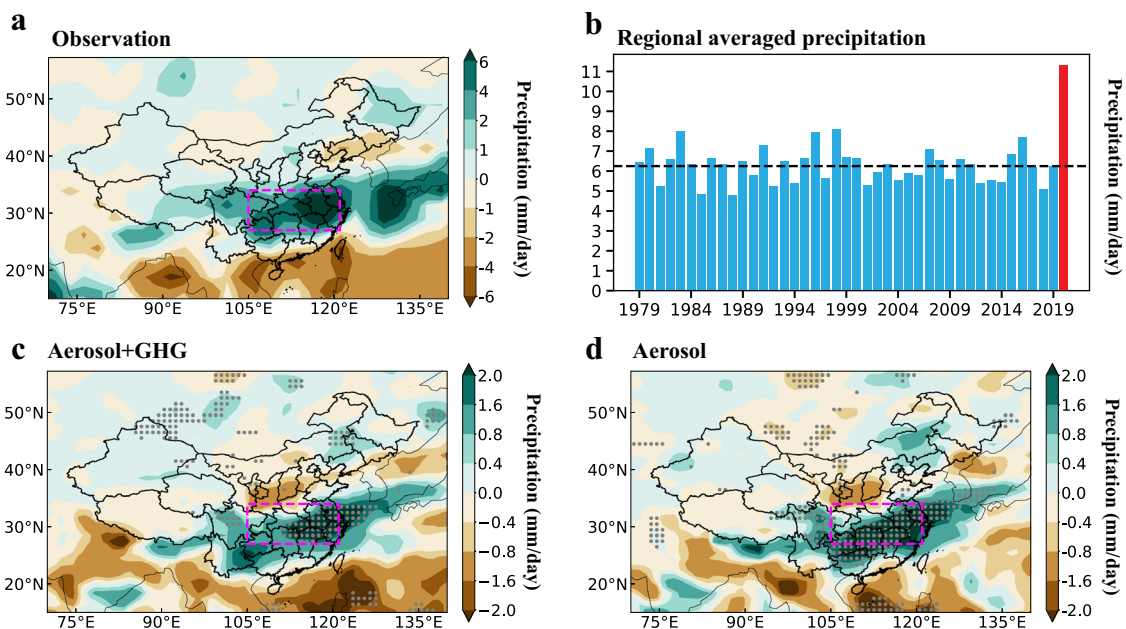 a
Observation
50°N
40°N
30°N
20°N
75°E
90°E
105°E
120°E
135°E
6
4
2
1
0
−1
−2
−4
−6
Precipitation (mm/day)
b
Regional averaged precipitation
11
10
9
8
7
6
5
4
3
2
1
0
1979
1984
1989
1994
1999
2004
2009
2014
2019
Precipitation (mm/day)
c
Aerosol+GHG
50°N
40°N
30°N
20°N
75°E
90°E
105°E
120°E
135°E
2.0
1.6
0.8
0.4
0.0
−0.4
−0.8
−1.6
−2.0
Precipitation (mm/day)
d
Aerosol
50°N
40°N
30°N
20°N
75°E
90°E
105°E
120°E
135°E
2.0
1.6
0.8
0.4
0.0
−0.4
−0.8
−1.6
−2.0
Precipitation (mm/day)